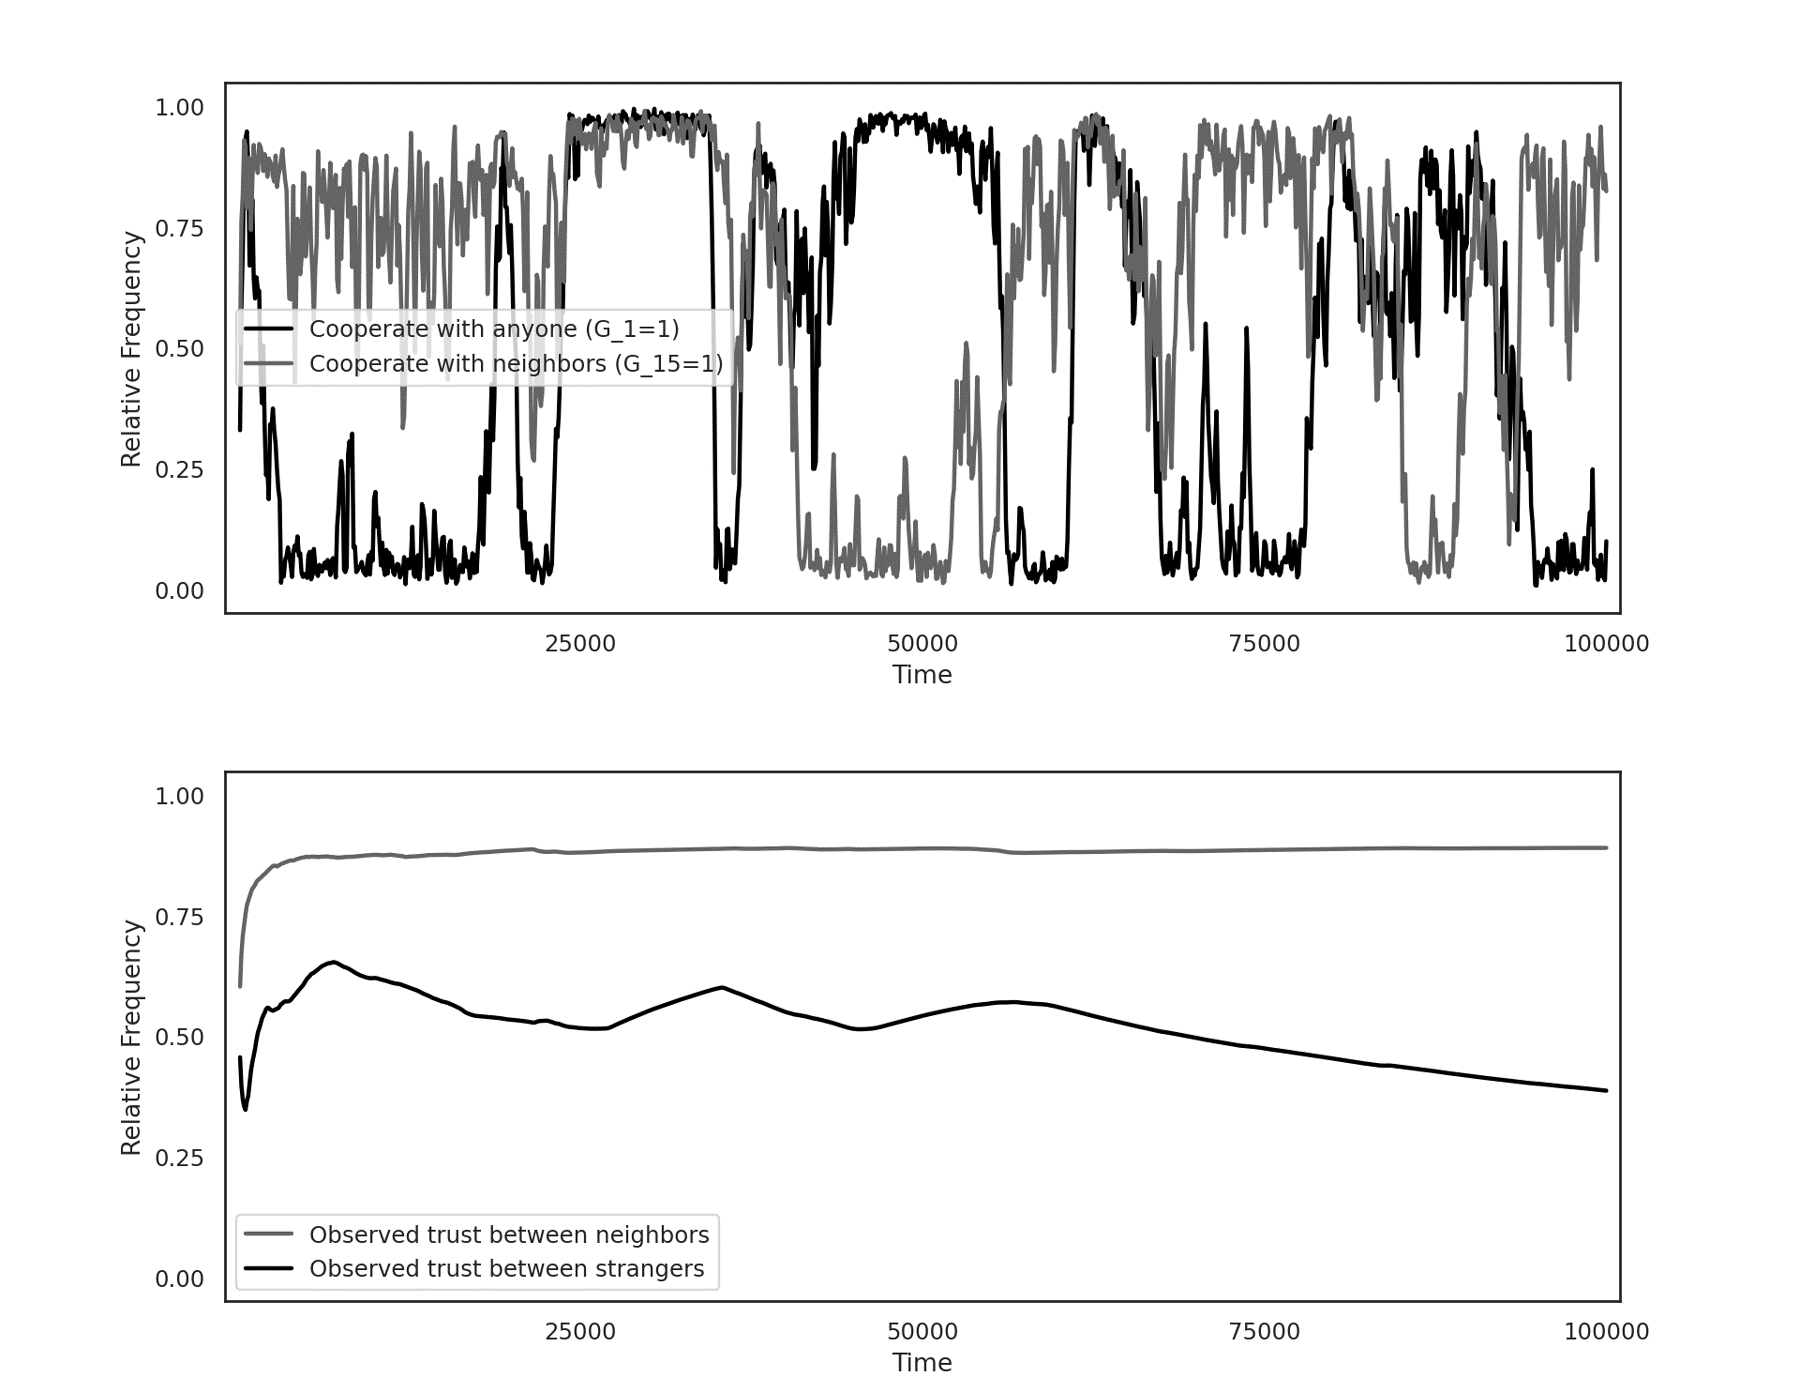 1.00
0.75
0.50
0.25
0.00
Relative Frequency
Cooperate with anyone (G_1=1)
Cooperate with neighbors (G_15=1)
25000 50000 75000 100000
Time
1.00
0.75
0.50
0.25
0.00
Relative Frequency
Observed trust between neighbors
Observed trust between strangers
25000 50000 75000 100000
Time